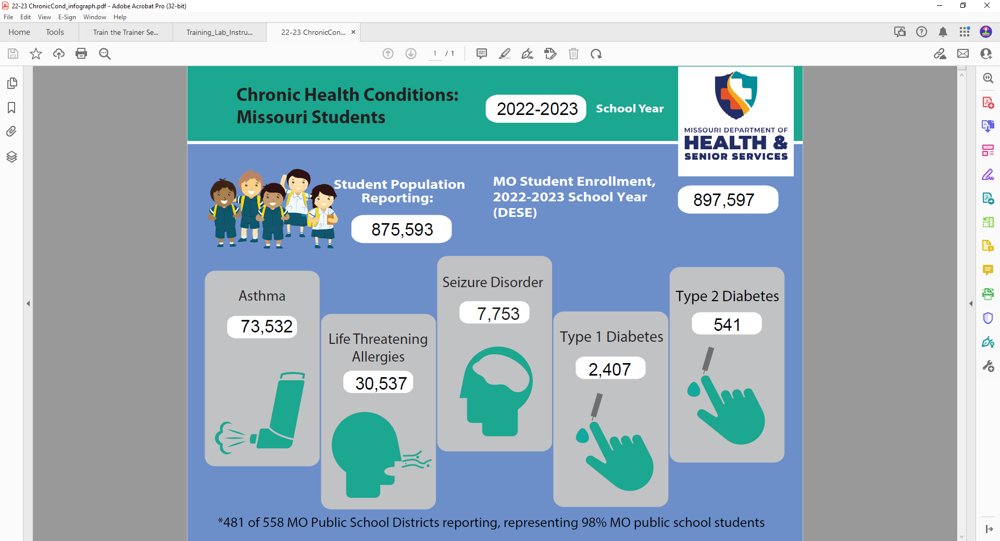 22-23 ChronicCond_infograph.pdf - Adobe Acrobat Pro (32-bit)
File Edit View E-Sign Window Help
Home Tools Train the Trainer Se... Training_Lab_Instru... 22-23 ChronicCon... ×
1 / 1
Chronic Health Conditions:
Missouri Students
2022-2023 School Year
MISSOURI DEPARTMENT OF
HEALTH &
SENIOR SERVICES
Student Population
Reporting:
875,593
MO Student Enrollment,
2022-2023 School Year
(DESE)
897,597
Asthma
73,532
Life Threatening
Allergies
30,537
Seizure Disorder
7,753
Type 1 Diabetes
2,407
Type 2 Diabetes
541
*481 of 558 MO Public School Districts reporting, representing 98% MO public school students